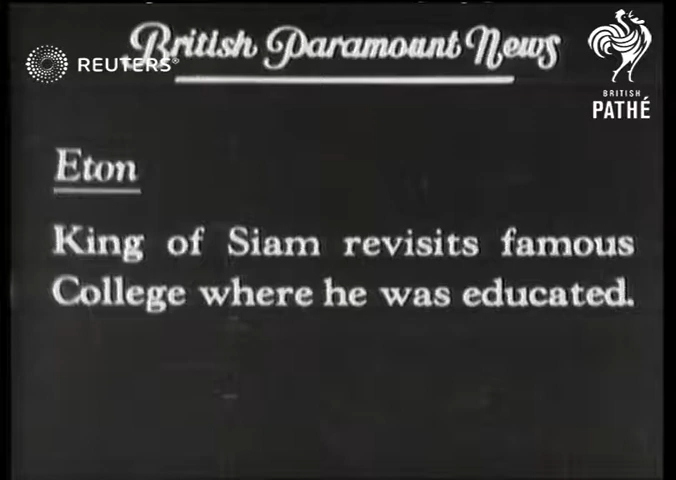 British Paramount News
REUTERS®
BRITISH
PATHÉ
Eton
King of Siam revisits famous
College where he was educated.